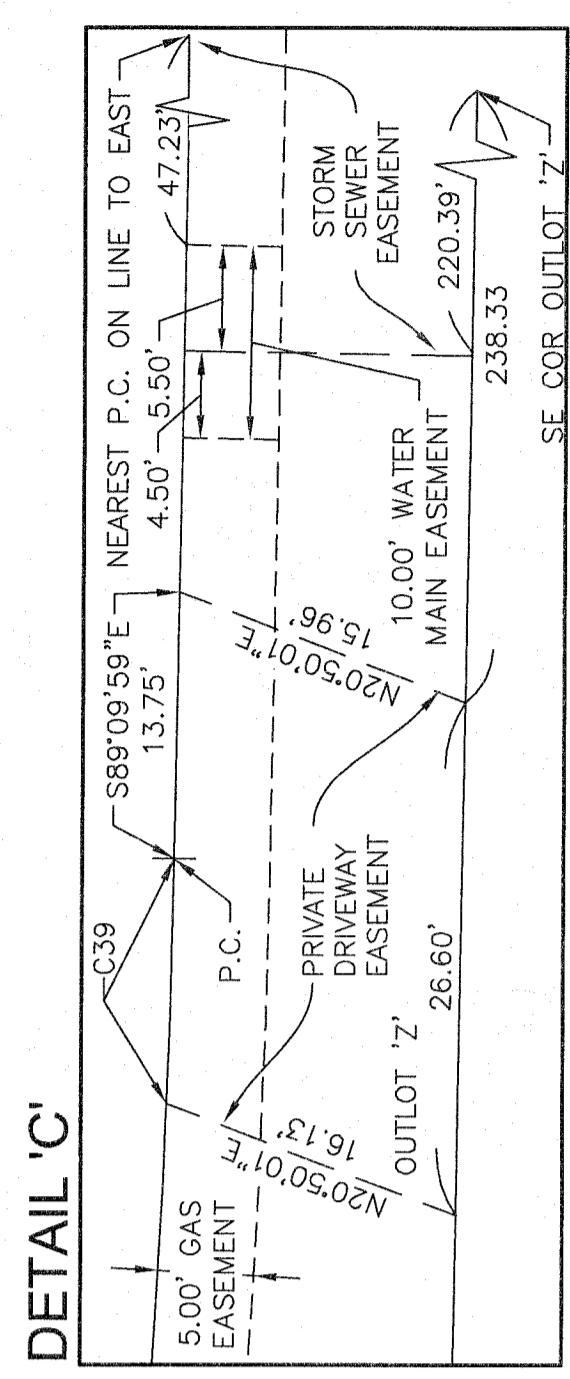 DETAIL 'C'
C39
S89°09'59"E
13.75'
NEAREST P.C. ON LINE TO EAST
4.50'
5.50'
47.23'
P.C.
5.00' GAS
EASEMENT
N20°50'01"E
16.13'
PRIVATE
DRIVEWAY
EASEMENT
N20°50'01"E
15.96'
10.00' WATER
MAIN EASEMENT
STORM
SEWER
EASEMENT
OUTLOT 'Z'
26.60'
220.39'
238.33
SE COR OUTLOT 'Z'